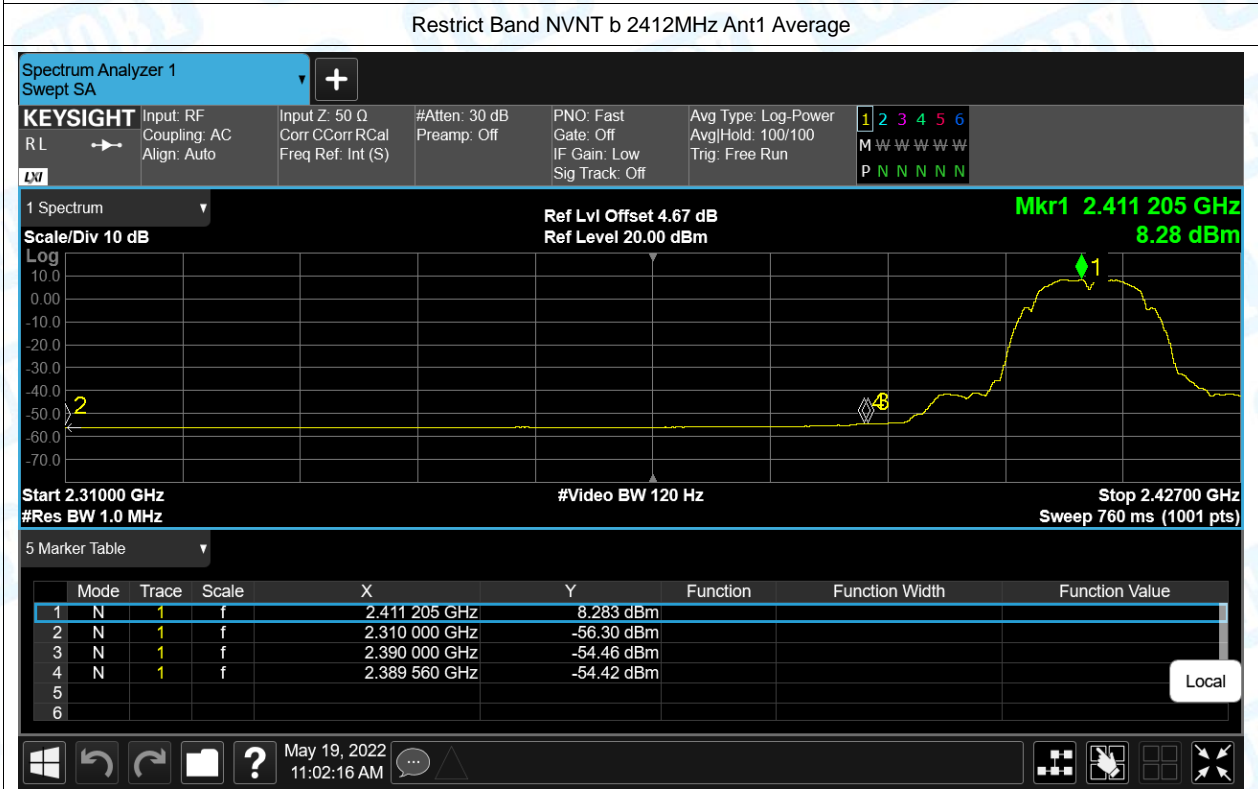 Restrict Band NVNT b 2412MHz Ant1 Average
Spectrum Analyzer 1
Swept SA
+
KEYSIGHT
RL
LXI
Input: RF
Coupling: AC
Align: Auto
Input Z: 50 Ω
Corr CCorr RCal
Freq Ref: Int (S)
#Atten: 30 dB
Preamp: Off
PNO: Fast
Gate: Off
IF Gain: Low
Sig Track: Off
Avg Type: Log-Power
Avg|Hold: 100/100
Trig: Free Run
1 2 3 4 5 6
M W W W W W
P N N N N N
1 Spectrum
Scale/Div 10 dB
Ref Lvl Offset 4.67 dB
Ref Level 20.00 dBm
Mkr1 2.411 205 GHz
8.28 dBm
Log
10.0
0.00
-10.0
-20.0
-30.0
-40.0
-50.0
-60.0
-70.0
1
2
4 3
Start 2.31000 GHz
#Video BW 120 Hz
Stop 2.42700 GHz
#Res BW 1.0 MHz
Sweep 760 ms (1001 pts)
5 Marker Table
Mode Trace Scale X Y Function Function Width Function Value
1 N 1 f 2.411 205 GHz 8.283 dBm
2 N 1 f 2.310 000 GHz -56.30 dBm
3 N 1 f 2.390 000 GHz -54.46 dBm
4 N 1 f 2.389 560 GHz -54.42 dBm
5
6
Local
?
May 19, 2022
11:02:16 AM